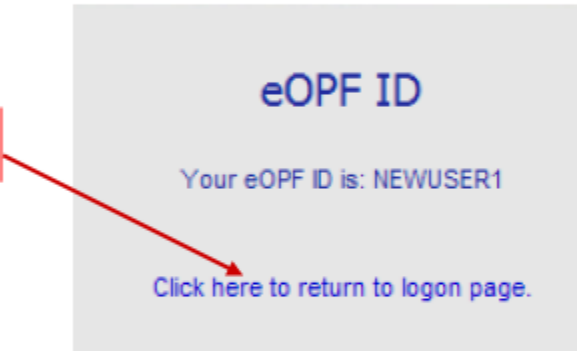 eOPF ID
Your eOPF ID is: NEWUSER1
Click here to return to logon page.